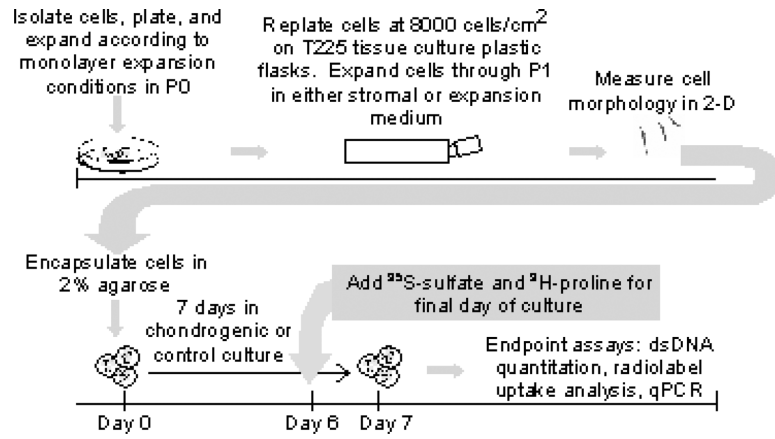 Isolate cells, plate, and
expand according to
monolayer expansion
conditions in P0
Replate cells at 8000 cells/cm²
on T225 tissue culture plastic
flasks. Expand cells through P1
in either stromal or expansion
medium
Measure cell
morphology in 2-D
Encapsulate cells in
2% agarose
7 days in
chondrogenic or
control culture
Add ³⁵S-sulfate and ³H-proline for
final day of culture
Endpoint assays: dsDNA
quantitation, radiolabel
uptake analysis, qPCR
Day 0
Day 6
Day 7